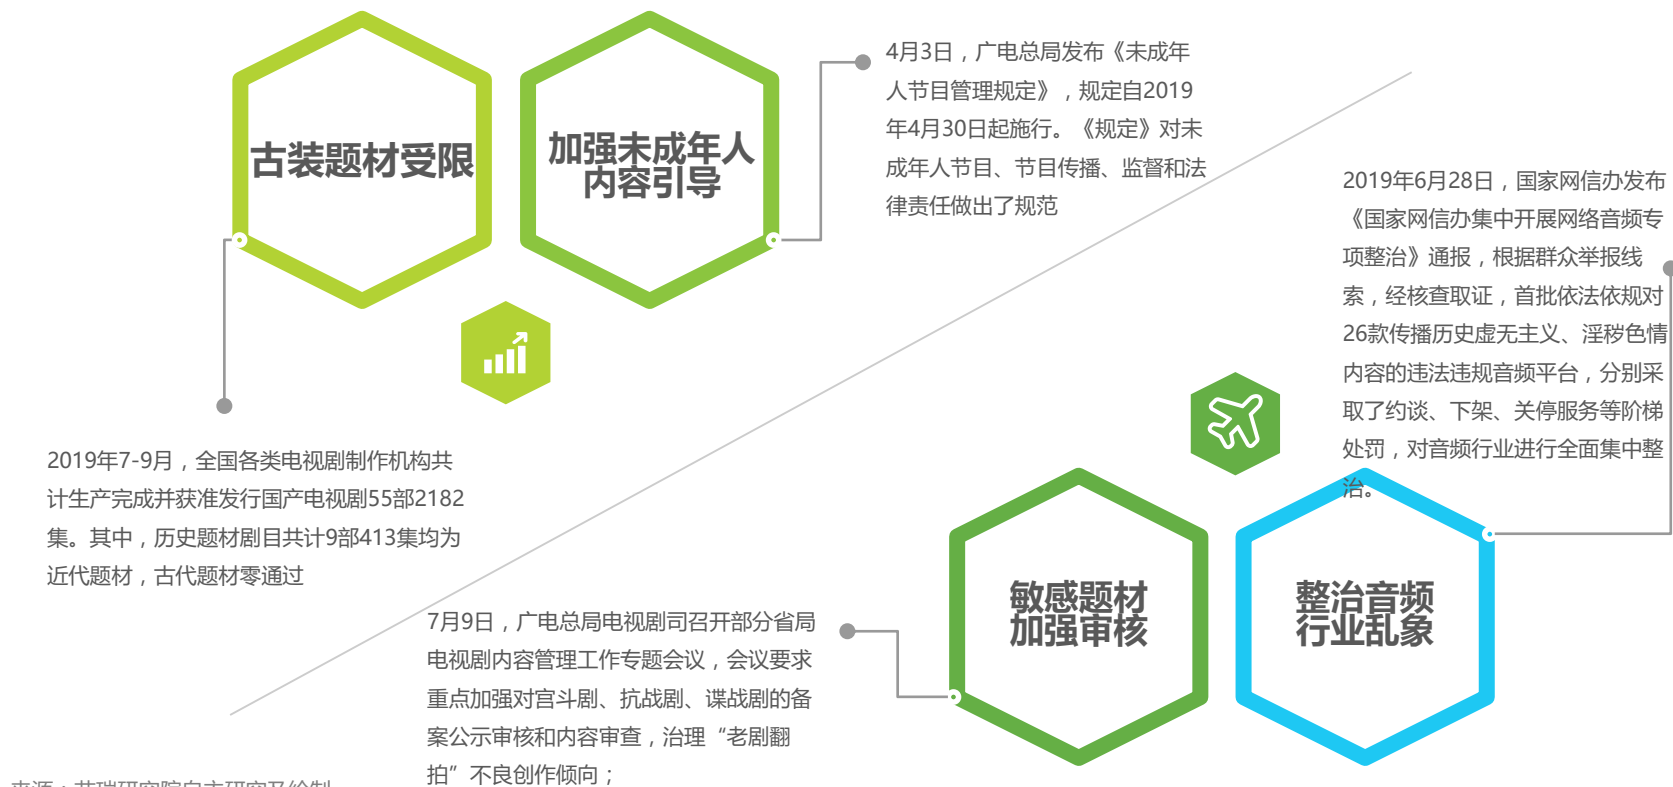 古装题材受限
加强未成年人
内容引导
4月3日，广电总局发布《未成年
人节目管理规定》，规定自2019
年4月30日起施行。《规定》对未
成年人节目、节目传播、监督和法
律责任做出了规范
2019年7-9月，全国各类电视剧制作机构共
计生产完成并获准发行国产电视剧55部2182
集。其中，历史题材剧目共计9部413集均为
近代题材，古代题材零通过
2019年6月28日，国家网信办发布
《国家网信办集中开展网络音频专
项整治》通报，根据群众举报线
索，经核查取证，首批依法依规对
26款传播历史虚无主义、淫秽色情
内容的违法违规音频平台，分别采
取了约谈、下架、关停服务等阶梯
处罚，对音频行业进行全面集中整
治。
敏感题材
加强审核
整治音频
行业乱象
7月9日，广电总局电视剧司召开部分省局
电视剧内容管理工作专题会议，会议要求
重点加强对宫斗剧、抗战剧、谍战剧的备
案公示审核和内容审查，治理“老剧翻
拍”不良创作倾向；
来源：艾瑞研究院自主研究及绘制